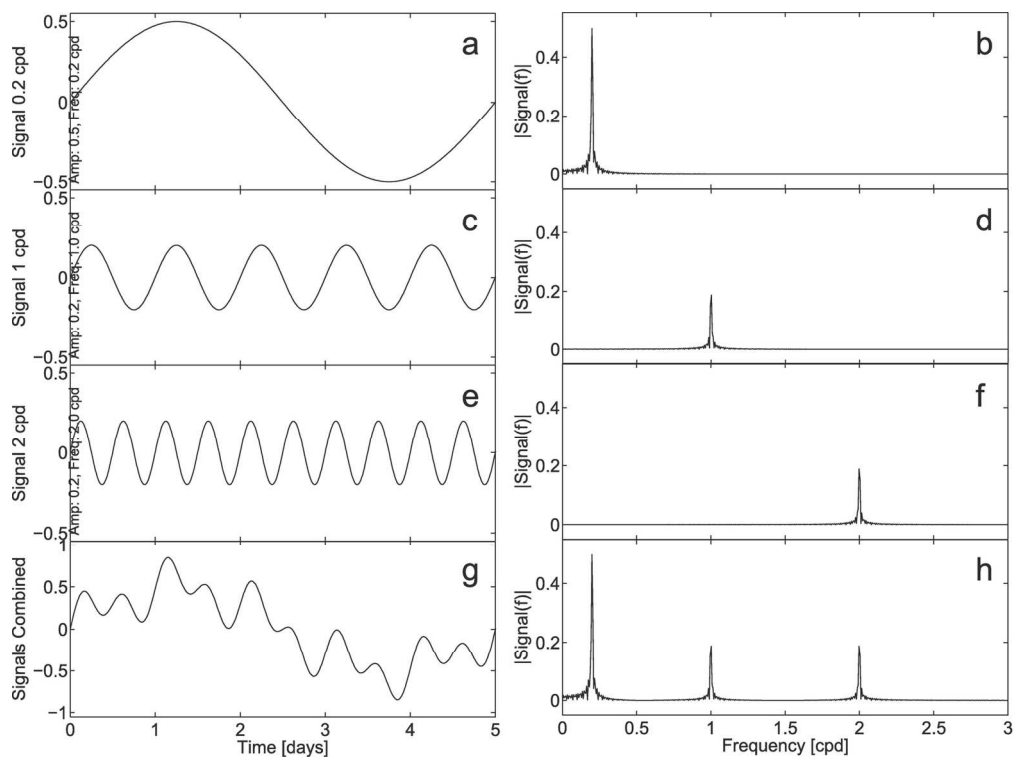 Signal 0.2 cpd
0.5
0
−0.5
Amp: 0.5, Freq: 0.2 cpd
a
|Signal(f)|
0.4
0.2
0
b
Signal 1 cpd
0.5
0
−0.5
Amp: 0.2, Freq: 1.0 cpd
c
|Signal(f)|
0.4
0.2
0
d
Signal 2 cpd
0.5
0
−0.5
Amp: 0.2, Freq: 2.0 cpd
e
|Signal(f)|
0.4
0.2
0
f
Signals Combined
1
0.5
0
−0.5
−1
g
0 1 2 3 4 5
Time [days]
|Signal(f)|
0.4
0.2
0
h
0 0.5 1 1.5 2 2.5 3
Frequency [cpd]